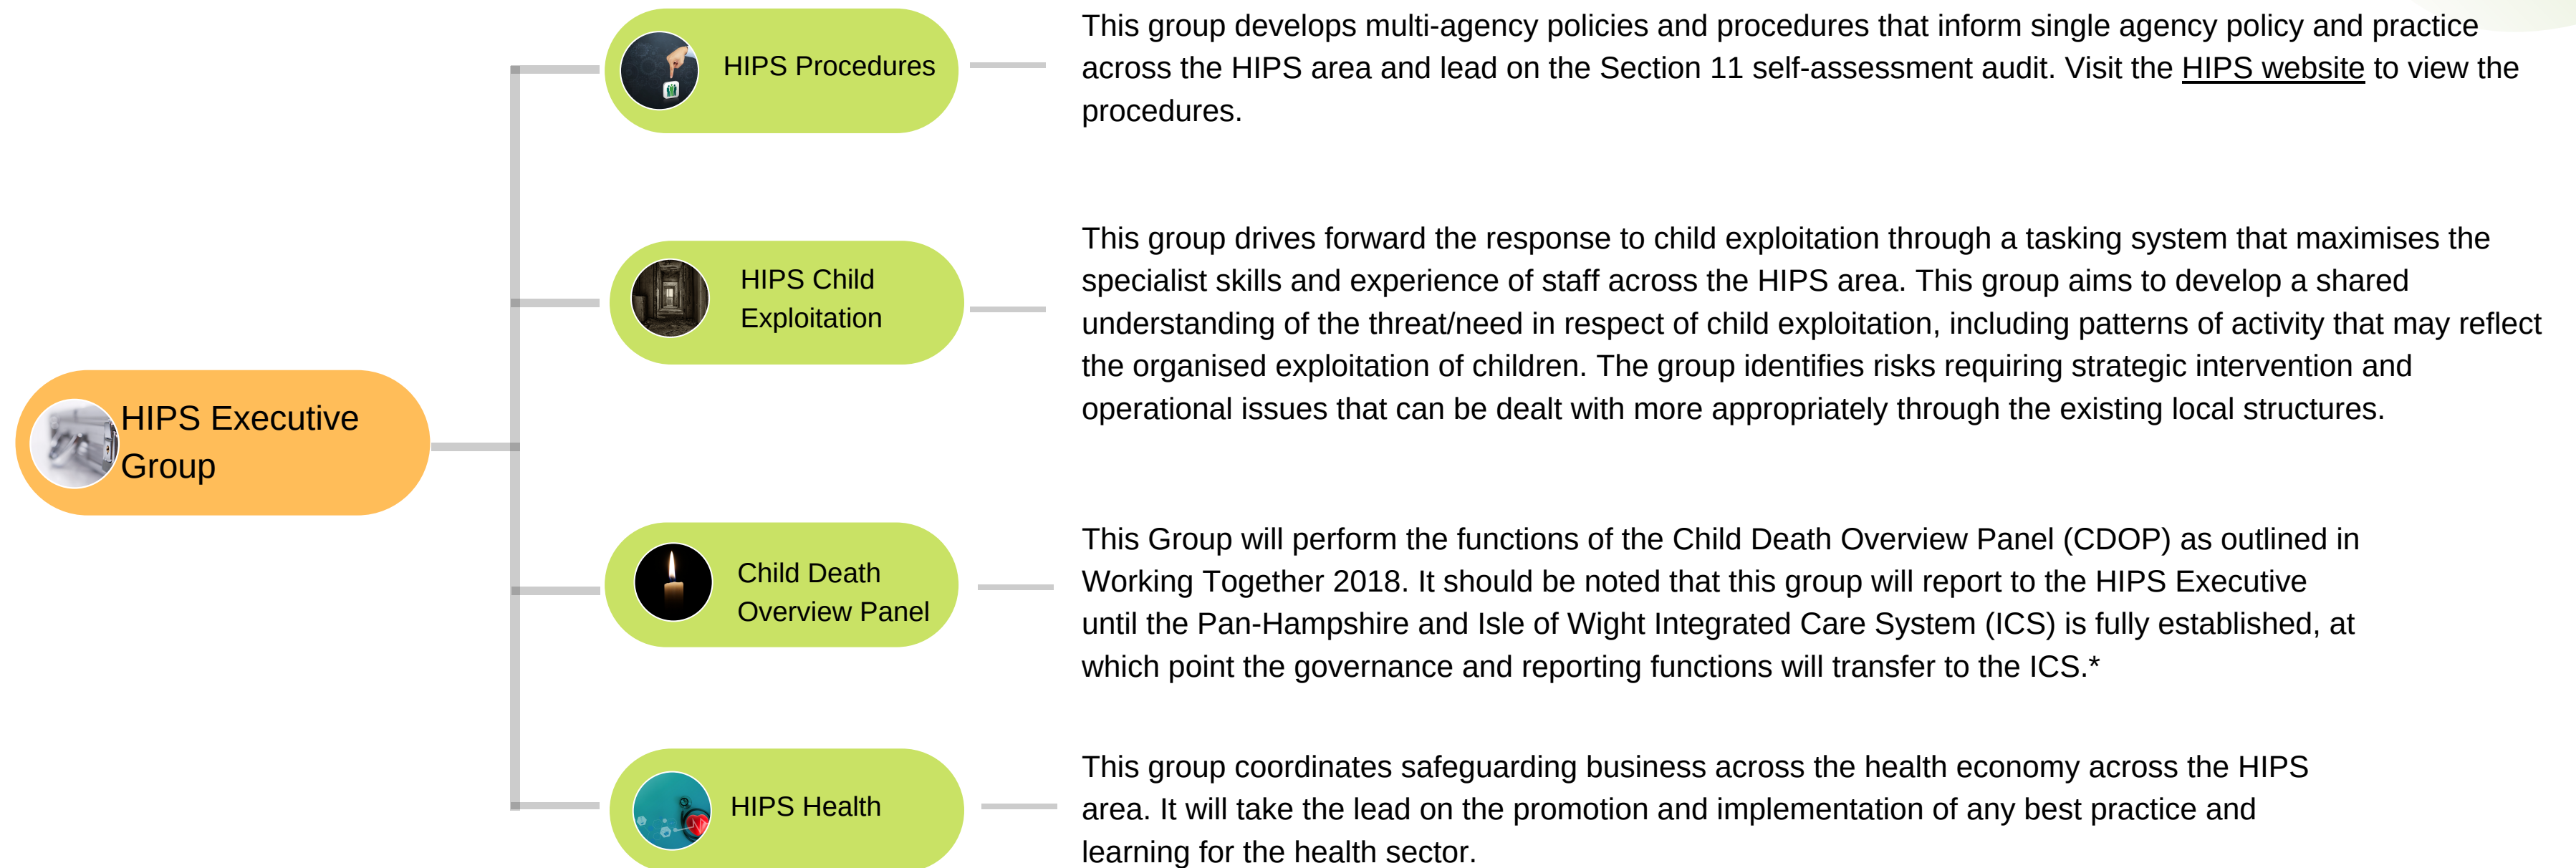 HIPS Procedures
This group develops multi-agency policies and procedures that inform single agency policy and practice
across the HIPS area and lead on the Section 11 self-assessment audit. Visit the HIPS website to view the
procedures.
HIPS Child
Exploitation
This group drives forward the response to child exploitation through a tasking system that maximises the
specialist skills and experience of staff across the HIPS area. This group aims to develop a shared
understanding of the threat/need in respect of child exploitation, including patterns of activity that may reflect
the organised exploitation of children. The group identifies risks requiring strategic intervention and
operational issues that can be dealt with more appropriately through the existing local structures.
HIPS Executive
Group
Child Death
Overview Panel
This Group will perform the functions of the Child Death Overview Panel (CDOP) as outlined in
Working Together 2018. It should be noted that this group will report to the HIPS Executive
until the Pan-Hampshire and Isle of Wight Integrated Care System (ICS) is fully established, at
which point the governance and reporting functions will transfer to the ICS.*
HIPS Health
This group coordinates safeguarding business across the health economy across the HIPS
area. It will take the lead on the promotion and implementation of any best practice and
learning for the health sector.